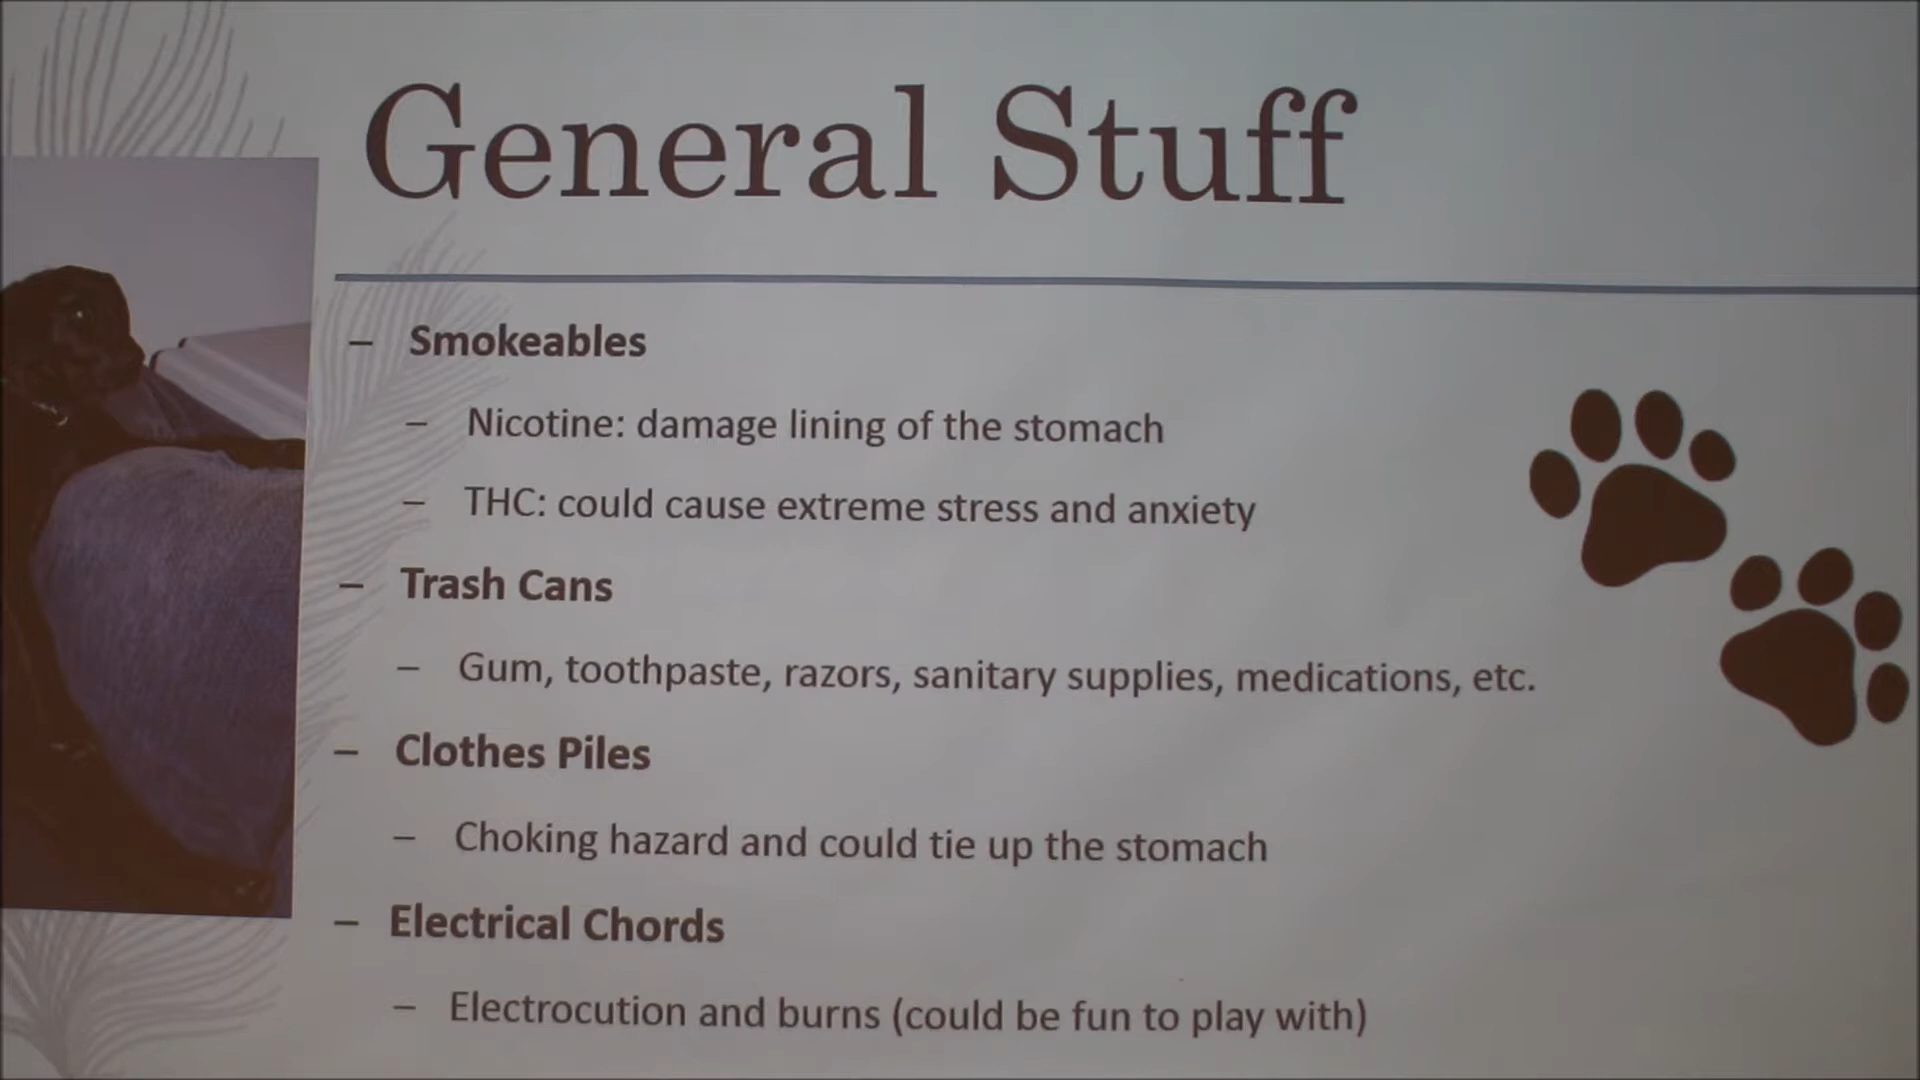 General Stuff
– Smokeables
– Nicotine: damage lining of the stomach
– THC: could cause extreme stress and anxiety
– Trash Cans
– Gum, toothpaste, razors, sanitary supplies, medications, etc.
– Clothes Piles
– Choking hazard and could tie up the stomach
– Electrical Chords
– Electrocution and burns (could be fun to play with)